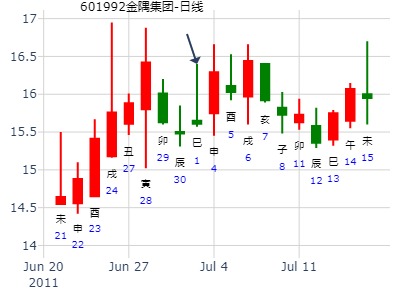 601992金隅集团-日线
17
16.5
16
15.5
15
14.5
14
未
21
申
22
酉
23
戌
24
丑
27
寅
28
卯
29
辰
30
巳
1
申
4
酉
5
戌
6
亥
7
子
8
卯
11
辰
12
巳
13
午
14
未
15
Jun 20
2011
Jun 27
Jul 4
Jul 11